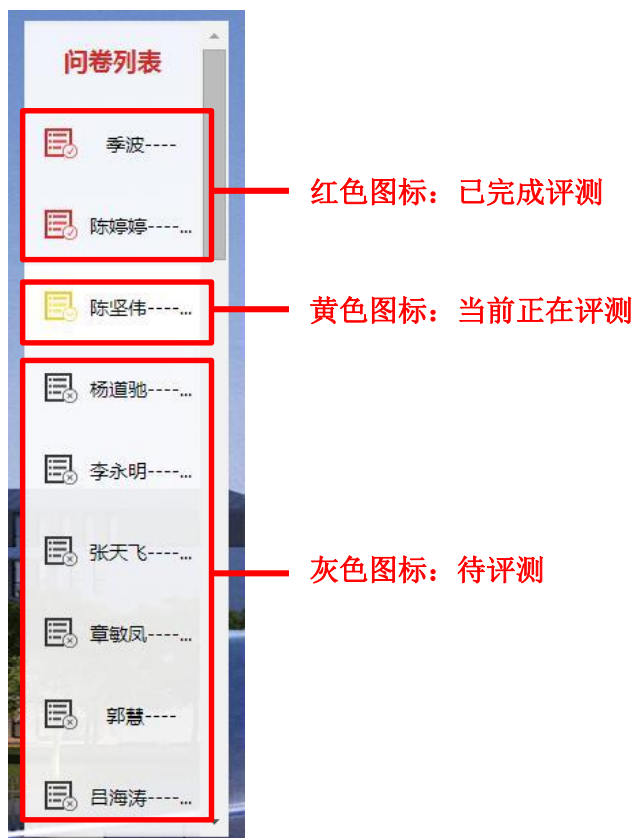 问卷列表
季波----
陈婷婷----...
红色图标：已完成评测
陈坚伟----...
黄色图标：当前正在评测
杨道驰----...
李永明----...
张天飞----...
灰色图标：待评测
章敏凤----...
郭慧----
吕海涛----...